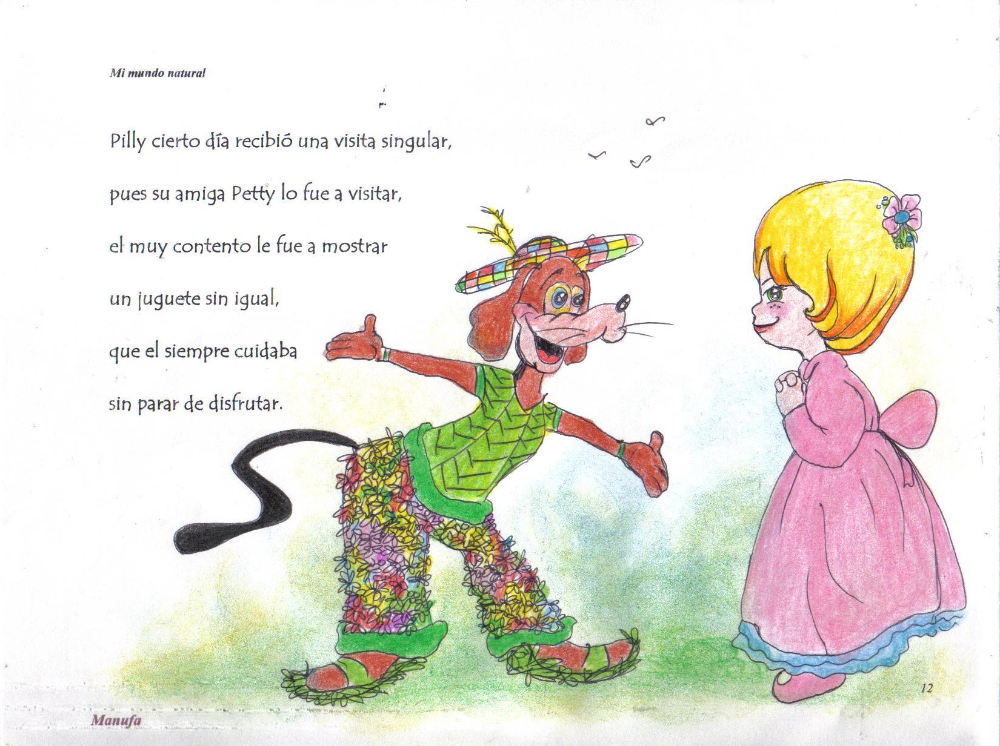 Mi mundo natural
Pilly cierto día recibió una visita singular,
pues su amiga Petty lo fue a visitar,
el muy contento le fue a mostrar
un juguete sin igual,
que el siempre cuidaba
sin parar de disfrutar.
12
Manufa